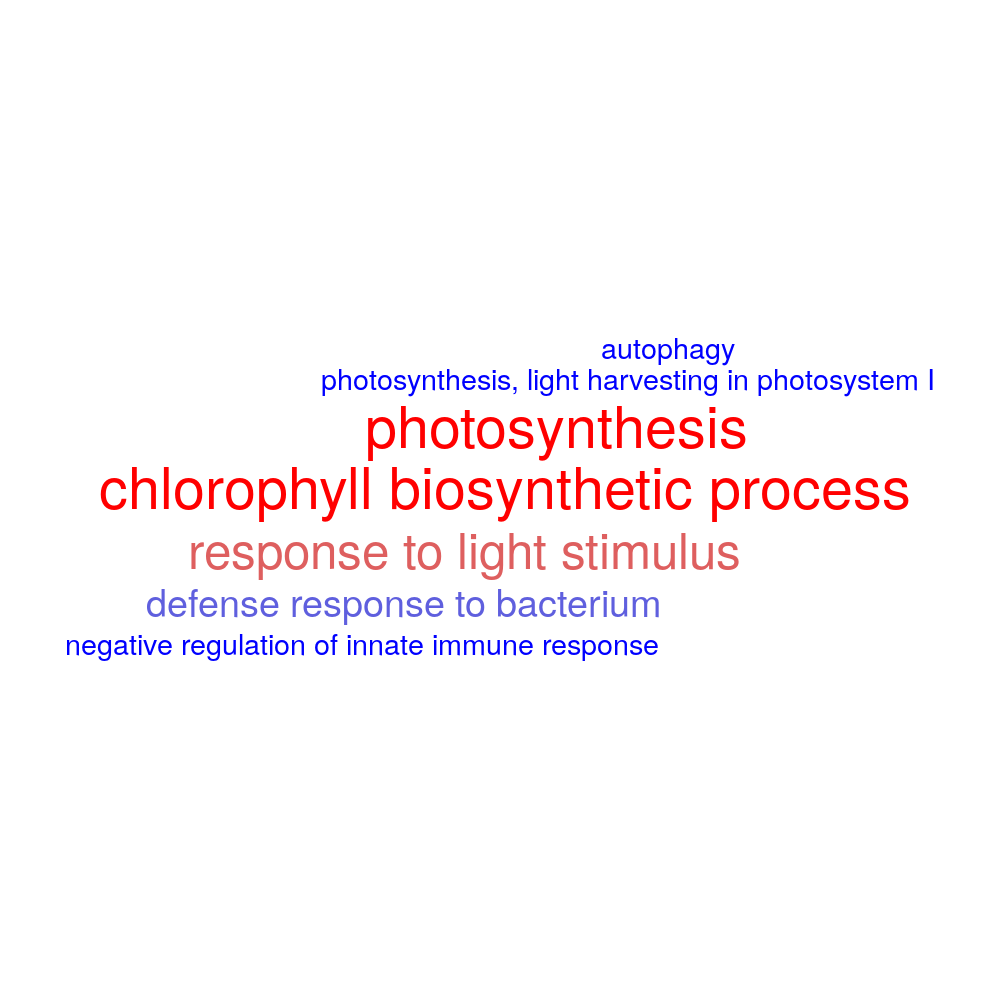 autophagy
photosynthesis, light harvesting in photosystem I
photosynthesis
chlorophyll biosynthetic process
response to light stimulus
defense response to bacterium
negative regulation of innate immune response